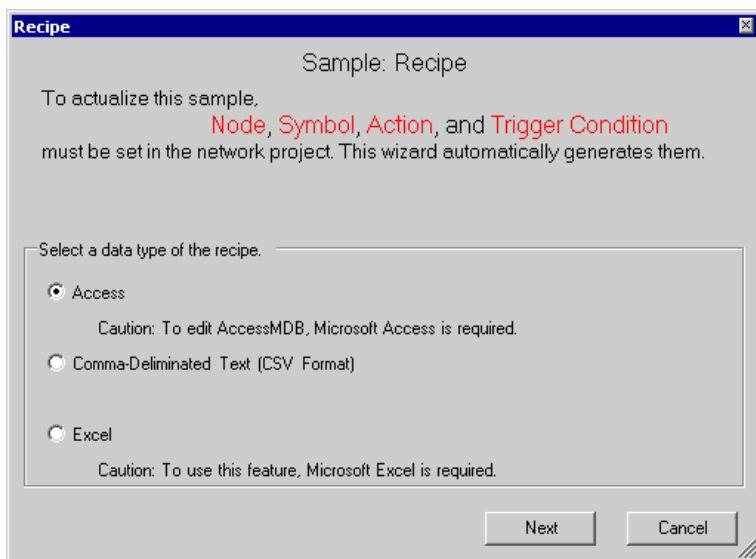 Recipe
Sample: Recipe
To actualize this sample,
Node, Symbol, Action, and Trigger Condition
must be set in the network project. This wizard automatically generates them.
Select a data type of the recipe.
Access
Caution: To edit AccessMDB, Microsoft Access is required.
Comma-Deliminated Text (CSV Format)
Excel
Caution: To use this feature, Microsoft Excel is required.
Next
Cancel